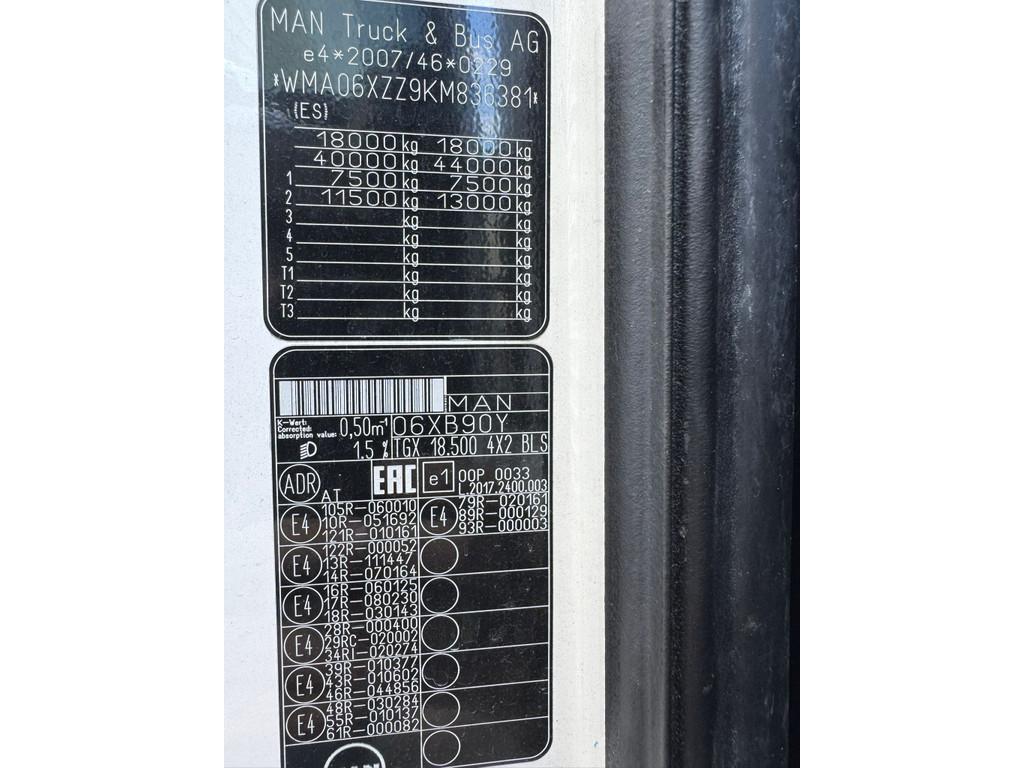 MAN Truck & Bus AG
e4*2007/46*0229
*WMA06XZZ9KM836381*
(ES)
18000 kg 18000 kg
40000 kg 44000 kg
1 7500 kg 7500 kg
2 11500 kg 13000 kg
3 kg kg
4 kg kg
5 kg kg
T1 kg kg
T2 kg kg
T3 kg kg
MAN
K-Wert:
Corrected
absorption value: 0,50m⁻¹ 06XB90Y
1.5 % TGX 18.500 4X2 BLS
ADR AT EAC e1 00P 0033
L.2017.2400.003
105R-060010 79R-020161
E4 10R-051692 E4 89R-000129
121R-010161 93R-000003
122R-000052
E4 13R-111447
14R-070164
16R-060125
E4 17R-080230
18R-030143
28R-000400
E4 29RC-020002
34RI-020274
39R-010377
E4 43R-010602
46R-044856
48R-030284
E4 55R-010137
61R-000082